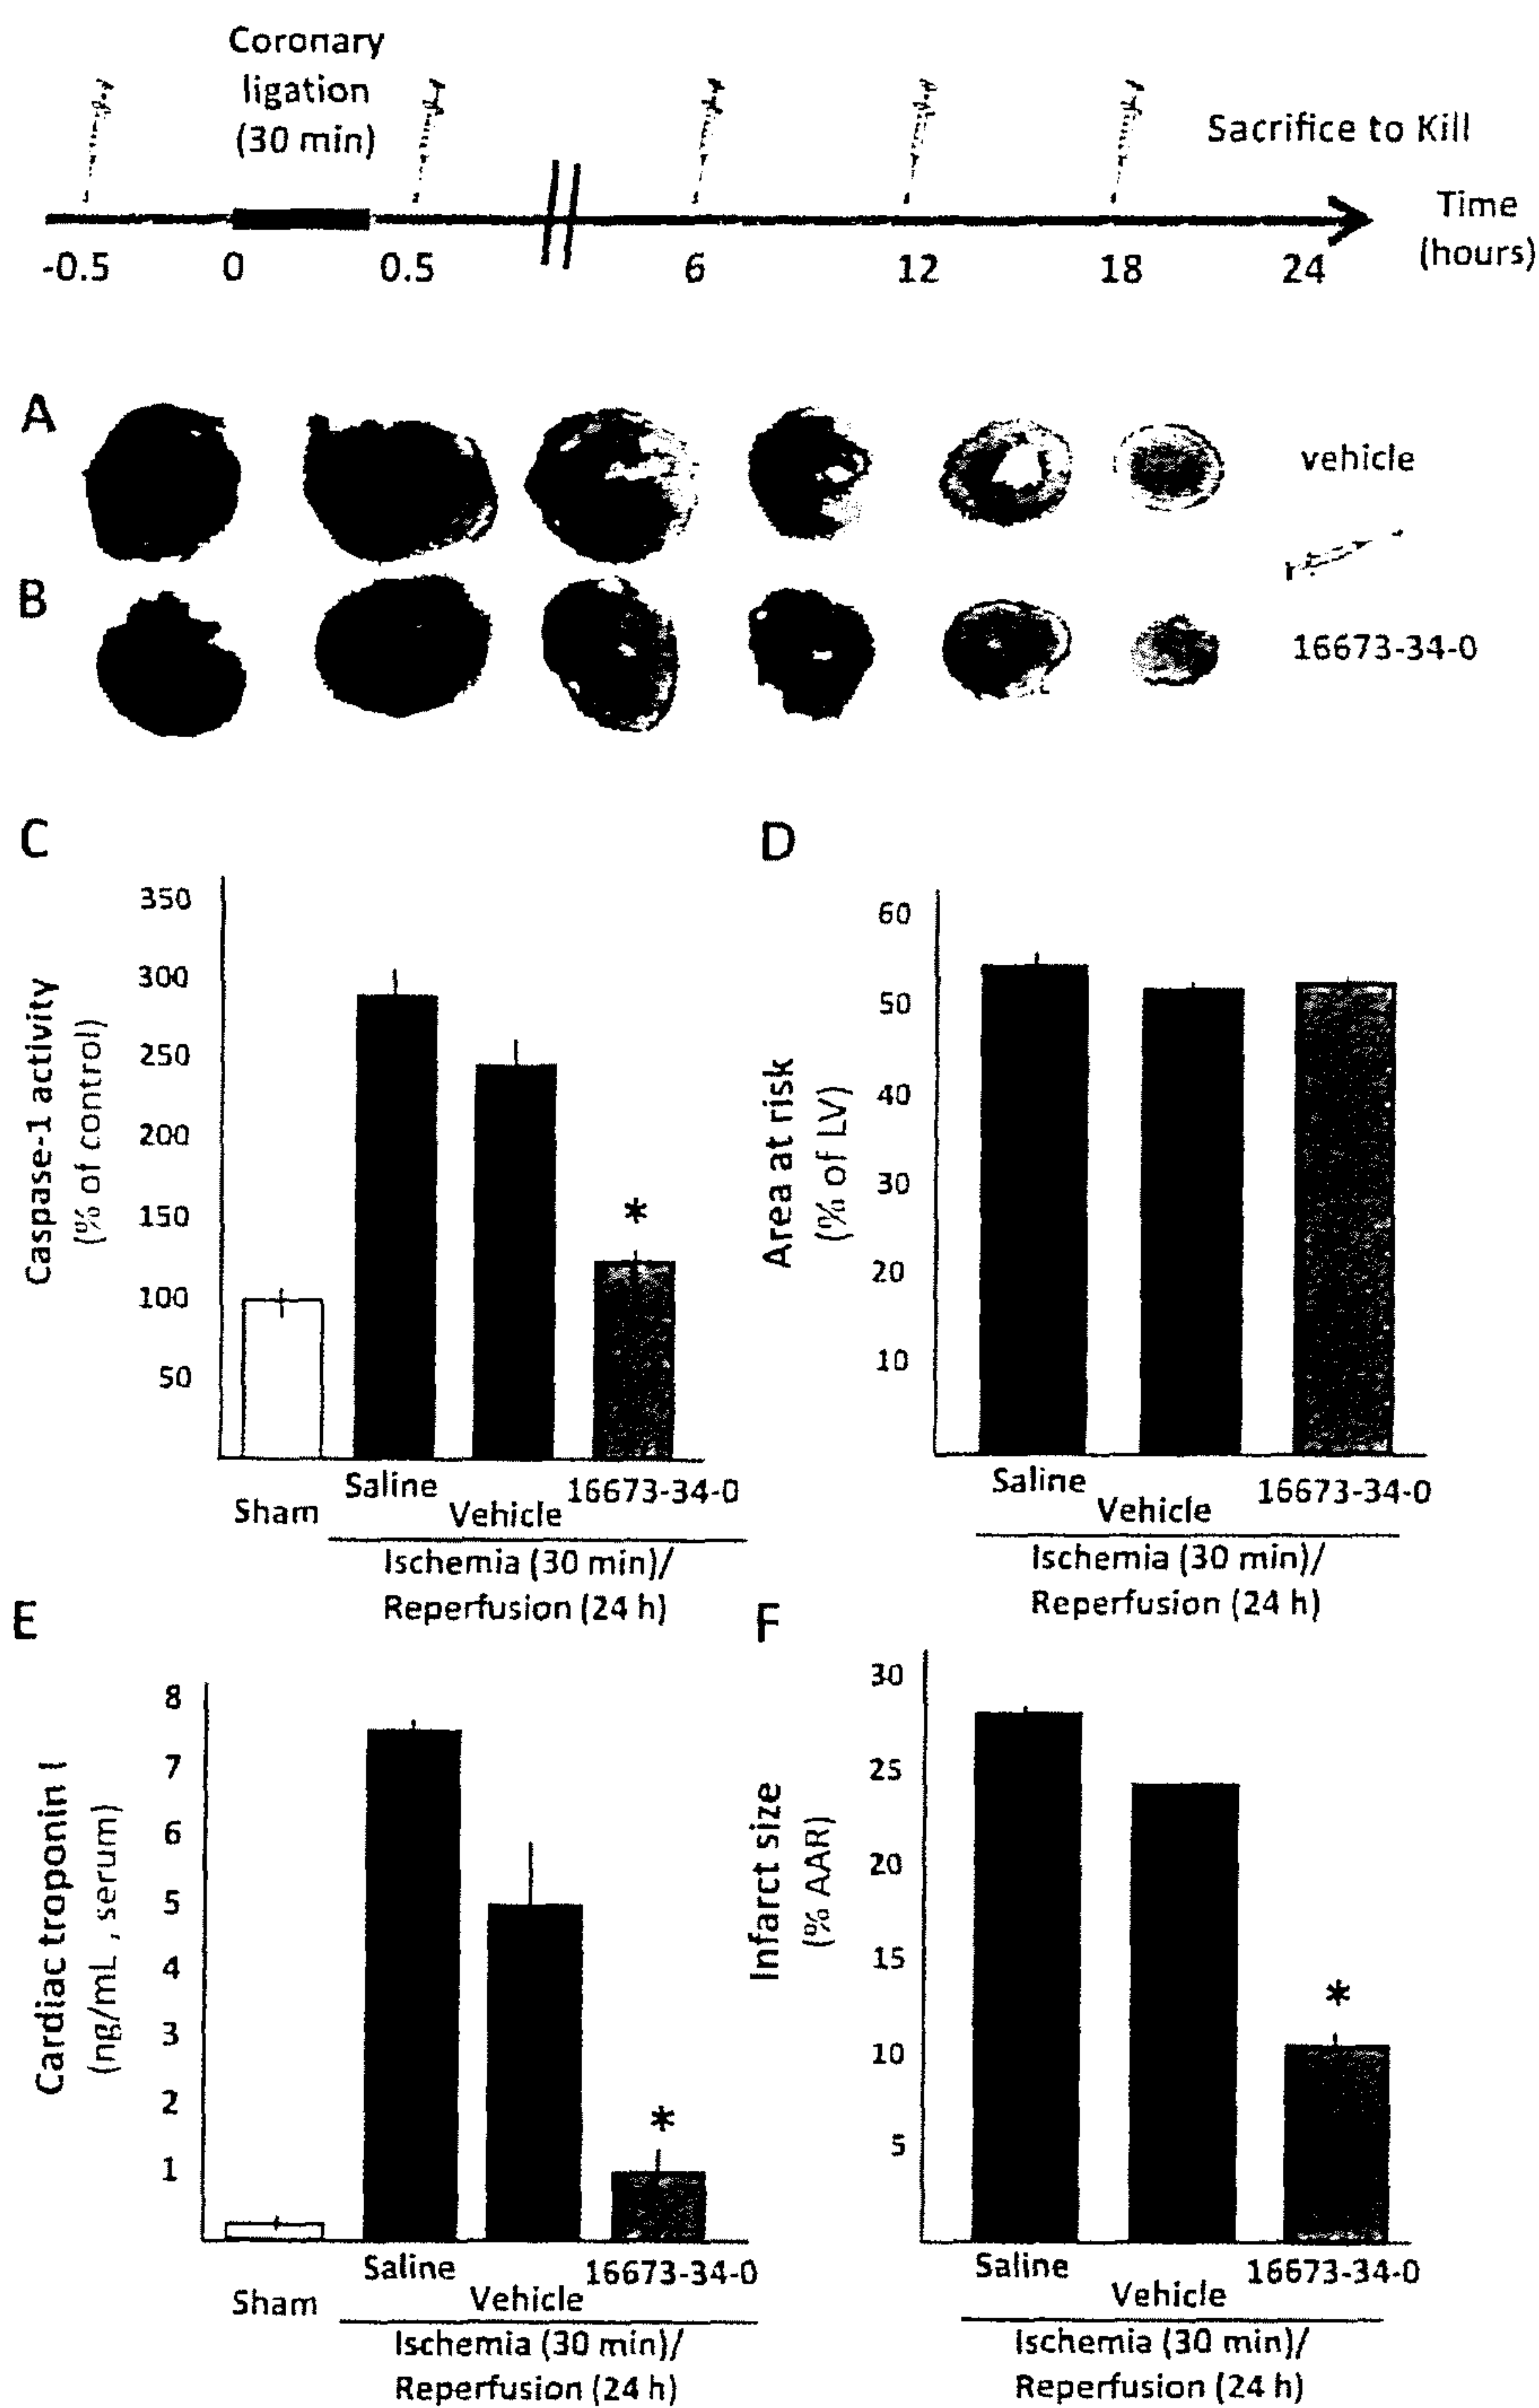 Coronary
ligation
(30 min)
Sacrifice to Kill
Time
(hours)
-0.5
0
0.5
6
12
18
24
A
vehicle
B
16673-34-0
C
Caspase-1 activity
(% of control)
350
300
250
200
150
100
50
*
Sham
Saline
Vehicle
16673-34-0
Ischemia (30 min)/
Reperfusion (24 h)
D
Area at risk
(% of LV)
60
50
40
30
20
10
Saline
Vehicle
16673-34-0
Ischemia (30 min)/
Reperfusion (24 h)
E
Cardiac troponin I
(ng/mL , serum)
8
7
6
5
4
3
2
1
*
Sham
Saline
Vehicle
16673-34-0
Ischemia (30 min)/
Reperfusion (24 h)
F
Infarct size
(% AAR)
30
25
20
15
10
5
*
Saline
Vehicle
16673-34-0
Ischemia (30 min)/
Reperfusion (24 h)